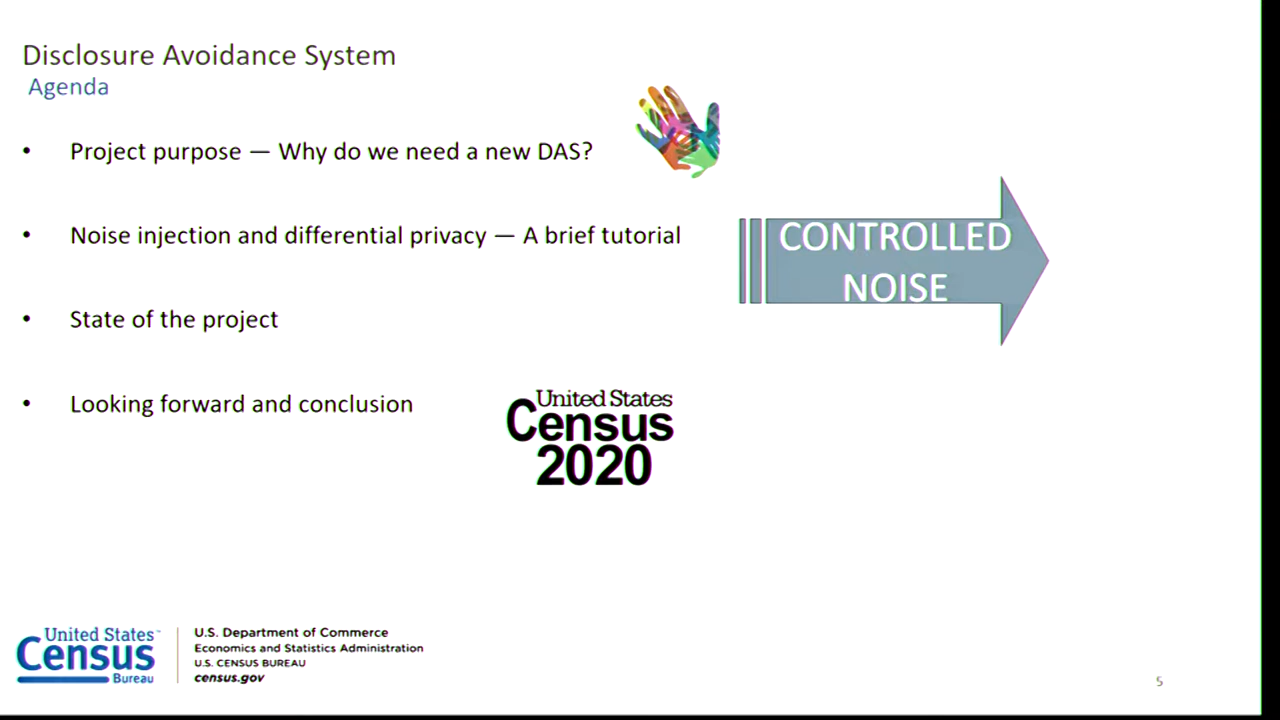 Disclosure Avoidance System
Agenda
• Project purpose — Why do we need a new DAS?
• Noise injection and differential privacy — A brief tutorial
CONTROLLED
NOISE
• State of the project
• Looking forward and conclusion
United States
Census
2020
United States™
Census
Bureau
U.S. Department of Commerce
Economics and Statistics Administration
U.S. CENSUS BUREAU
census.gov
5